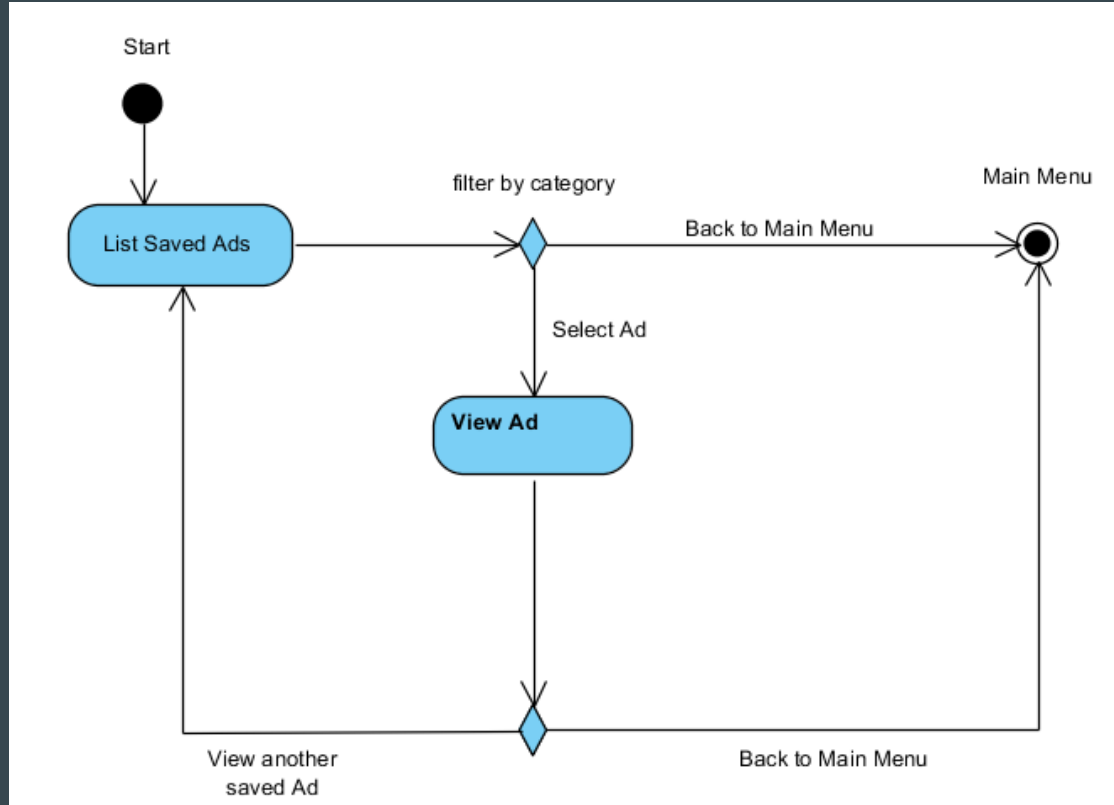 Start
filter by category
Main Menu
List Saved Ads
Back to Main Menu
Select Ad
View Ad
View another
saved Ad
Back to Main Menu